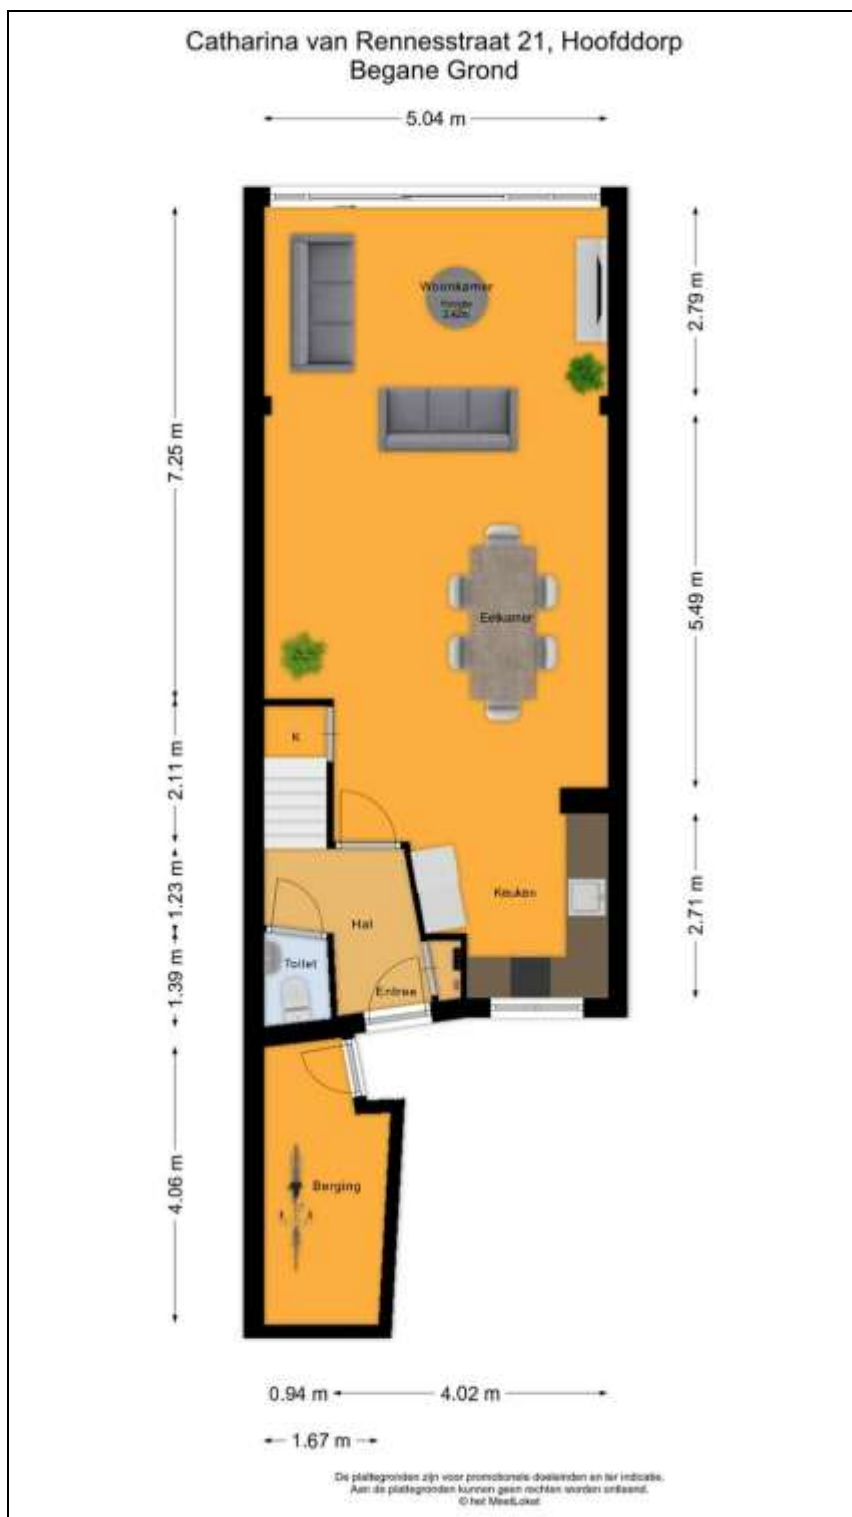 Catharina van Rennesstraat 21, Hoofddorp
Begane Grond
5.04 m
Woonkamer
Hoogte
2.79 m
7.25 m
5.49 m
Eetkamer
K
2.11 m
1.23 m
Keuken
2.71 m
Hal
Toilet
1.39 m
Entree
4.06 m
Berging
0.94 m
4.02 m
1.67 m
De plattegronden zijn voor promotionele doeleinden en ter indicatie.
Aan de plattegronden kunnen geen rechten worden ontleend.
© het MeetLoket